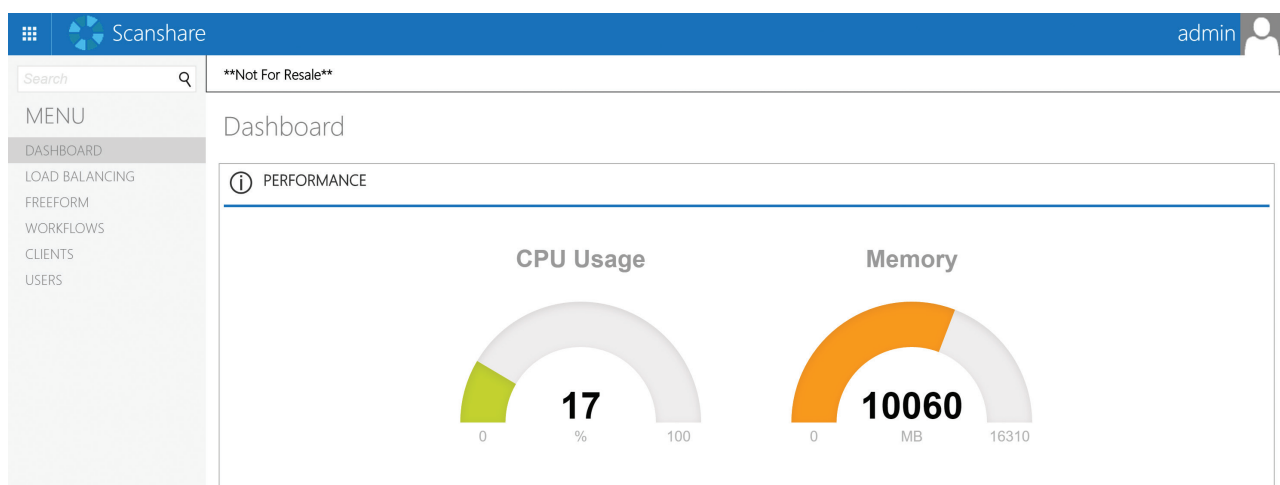 Scanshare
admin
Search
**Not For Resale**
MENU
DASHBOARD
LOAD BALANCING
FREEFORM
WORKFLOWS
CLIENTS
USERS
Dashboard
PERFORMANCE
CPU Usage
17
0 % 100
Memory
10060
0 MB 16310